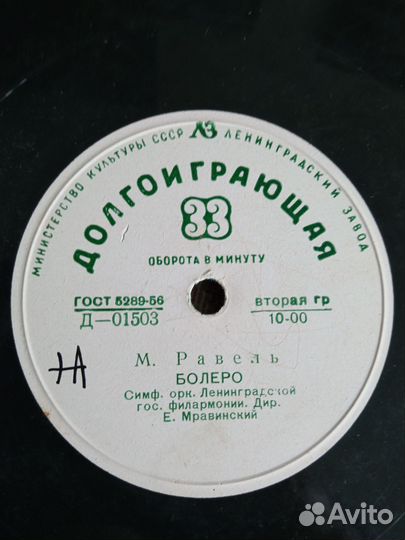 МИНИСТЕРСТВО КУЛЬТУРЫ СССР ЛЗ ЛЕНИНГРАДСКИЙ ЗАВОД
ДОЛГОИГРАЮЩАЯ
33
ОБОРОТА В МИНУТУ
ГОСТ 5289-56 вторая гр
Д—01503 10-00
М. Равель
БОЛЕРО
Симф. орк. Ленинградской
гос. филармонии. Дир.
Е. Мравинский
Avito